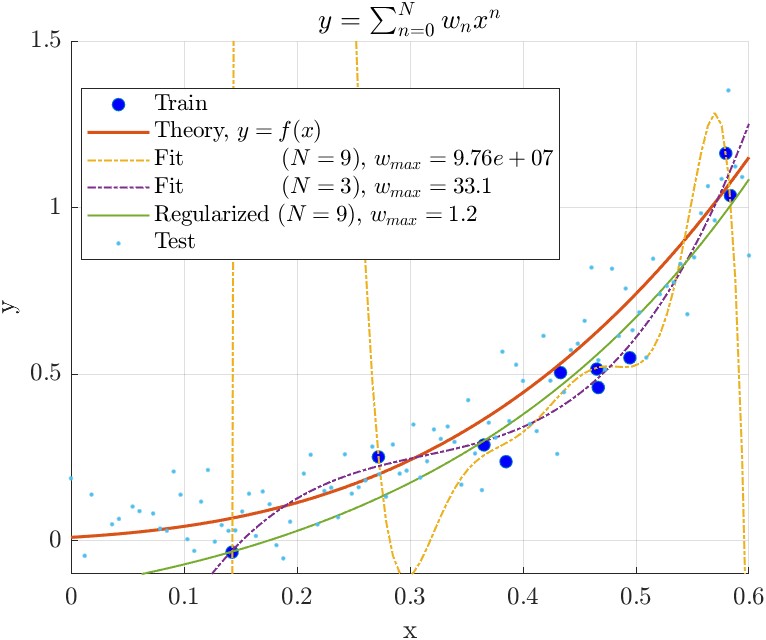 y = ∑_{n=0}^{N} w_n x^n
1.5
Train
Theory, y = f(x)
Fit (N = 9), w_{max} = 9.76e + 07
Fit (N = 3), w_{max} = 33.1
Regularized (N = 9), w_{max} = 1.2
Test
1
y
0.5
0
0 0.1 0.2 0.3 0.4 0.5 0.6
x